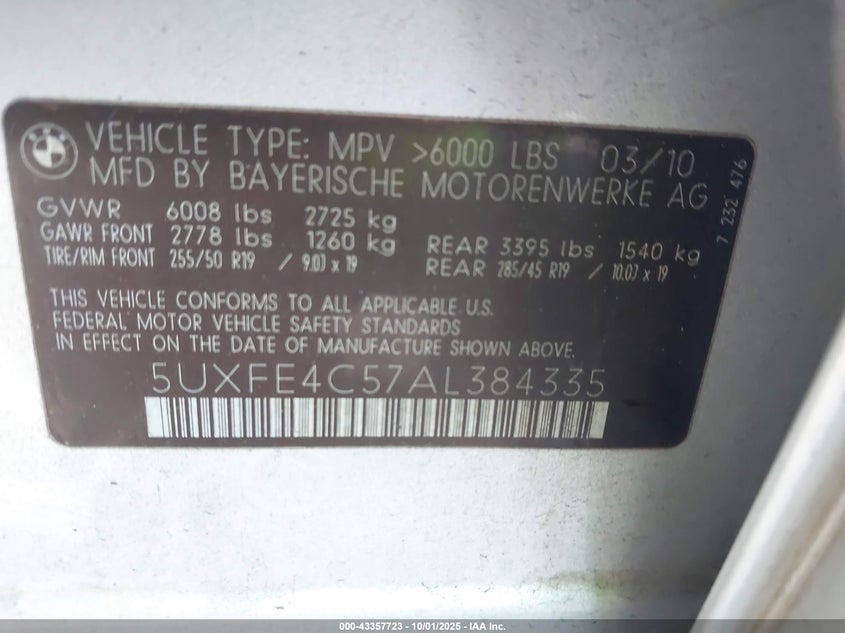 BMW
VEHICLE TYPE: MPV >6000 LBS 03/10
MFD BY BAYERISCHE MOTORENWERKE AG
GVWR 6008 lbs 2725 kg
GAWR FRONT 2778 lbs 1260 kg REAR 3395 lbs 1540 kg
TIRE/RIM FRONT 255/50 R19 / 9.0J x 19 REAR 285/45 R19 / 10.0J x 19
THIS VEHICLE CONFORMS TO ALL APPLICABLE U.S.
FEDERAL MOTOR VEHICLE SAFETY STANDARDS
IN EFFECT ON THE DATE OF MANUFACTURE SHOWN ABOVE.
5UXFE4C57AL384335
7 232 476
000-43357723 - 10/01/2025 - IAA Inc.